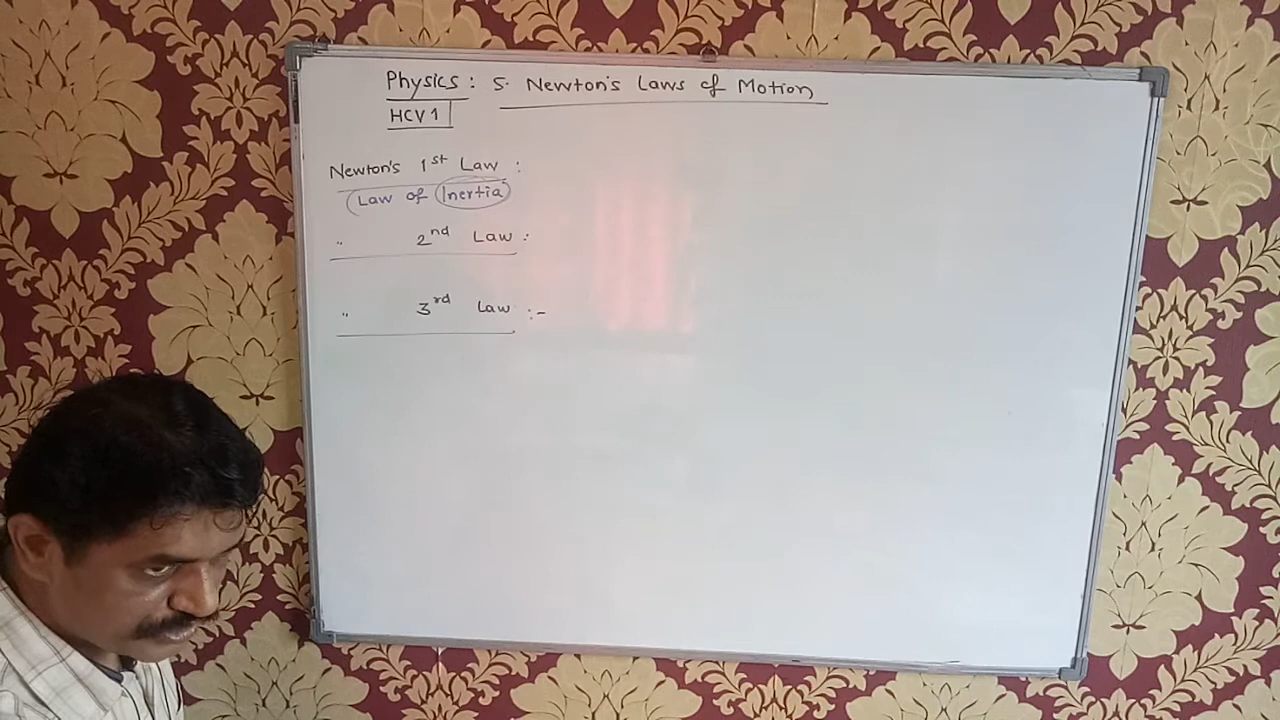 Physics : 5. Newton's Laws of Motion
HCV 1
Newton's 1st Law :
(Law of Inertia)
" 2nd Law :
" 3rd Law :-